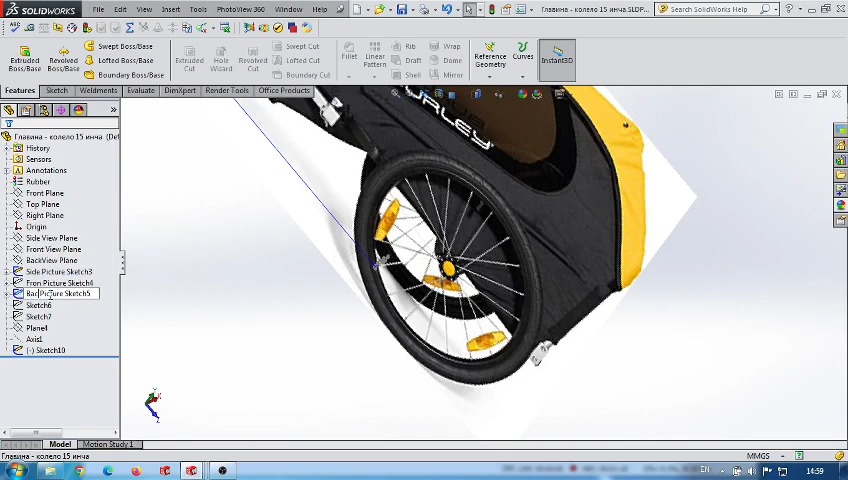 SOLIDWORKS
File Edit View Insert Tools PhotoView 360 Window Help
Главина - колело 15 инча.SLDP...
Search SolidWorks Help
Extruded Boss/Base
Revolved Boss/Base
Swept Boss/Base
Lofted Boss/Base
Boundary Boss/Base
Extruded Cut
Hole Wizard
Revolved Cut
Swept Cut
Lofted Cut
Boundary Cut
Fillet
Linear Pattern
Rib
Draft
Shell
Wrap
Dome
Mirror
Reference Geometry
Curves
Instant3D
Features Sketch Weldments Evaluate DimXpert Render Tools Office Products
Главина - колело 15 инча (Def
History
Sensors
Annotations
Rubber
Front Plane
Top Plane
Right Plane
Origin
Side View Plane
Front View Plane
BackView Plane
Side Picture Sketch3
Fron Picture Sketch4
Bac Picture Sketch5
Sketch6
Sketch7
Plane4
Axis1
(-) Sketch10
URLEY
Y
X
Z
Model Motion Study 1
Главина - колело 15 инча
MMGS
EN
14:59